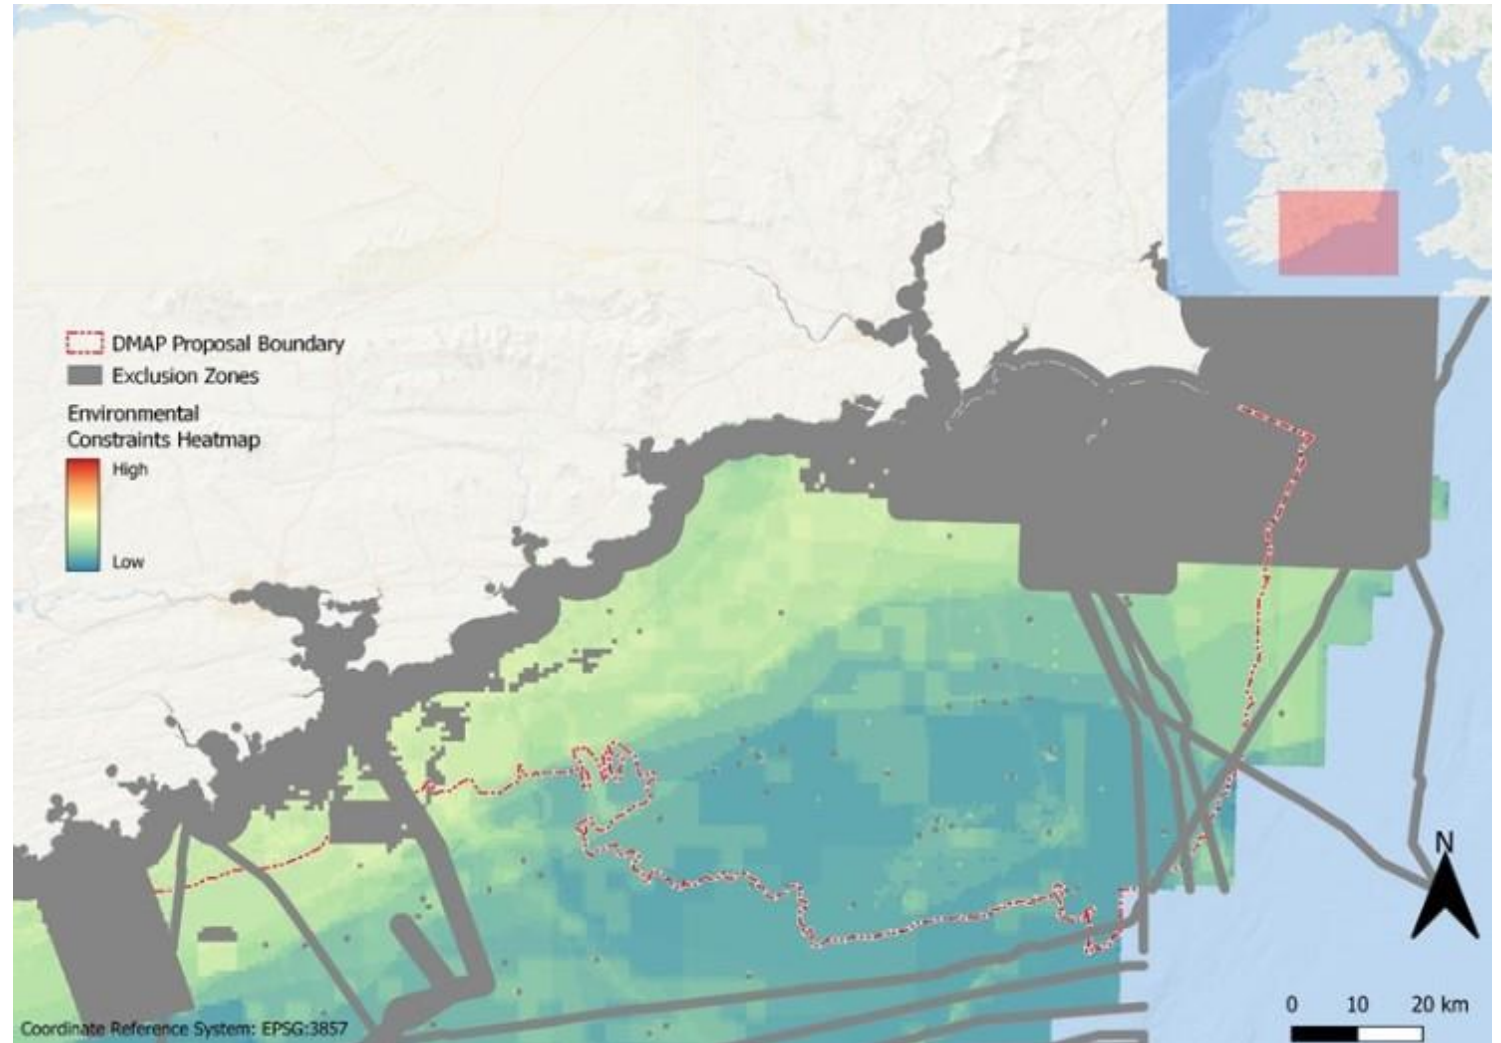 DMAP Proposal Boundary
Exclusion Zones
Environmental
Constraints Heatmap
High
Low
N
0 10 20 km
Coordinate Reference System: EPSG:3857